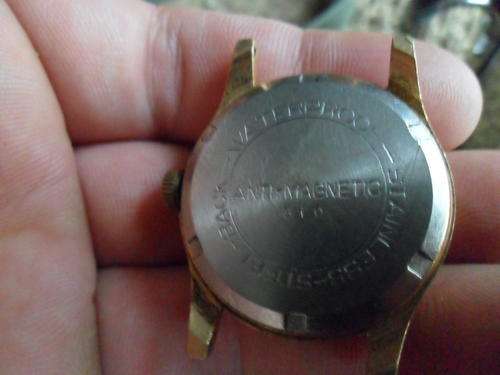 WATERPROOF
STAINLESS-STEEL
BACK
ANTI-MAGNETIC